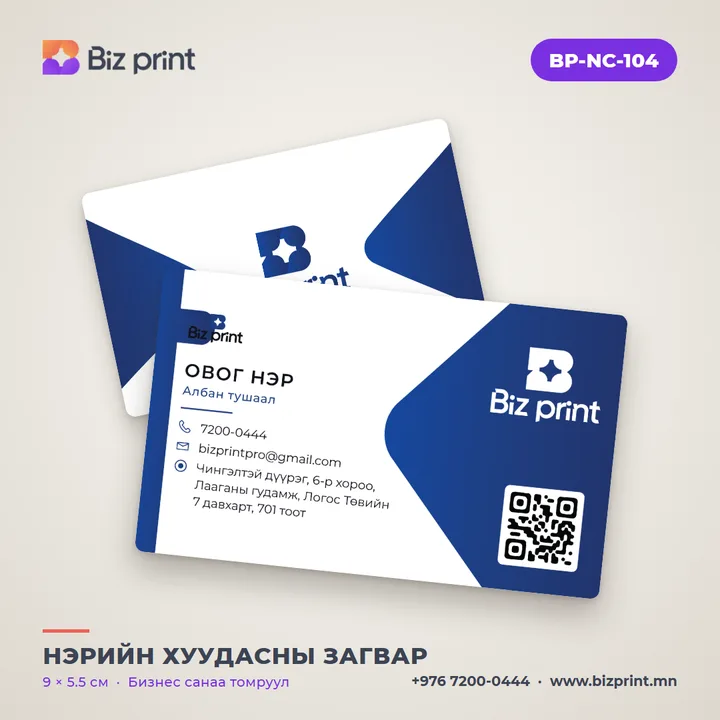 Biz print
BP-NC-104
Biz print
ОВОГ НЭР
Албан тушаал
7200-0444
bizprintpro@gmail.com
Чингэлтэй дүүрэг, 6-р хороо,
Лааганы гудамж, Логос Төвийн
7 давхарт, 701 тоот
Biz print
НЭРИЙН ХУУДАСНЫ ЗАГВАР
9 × 5.5 см · Бизнес санаа томруул
+976 7200-0444 · www.bizprint.mn